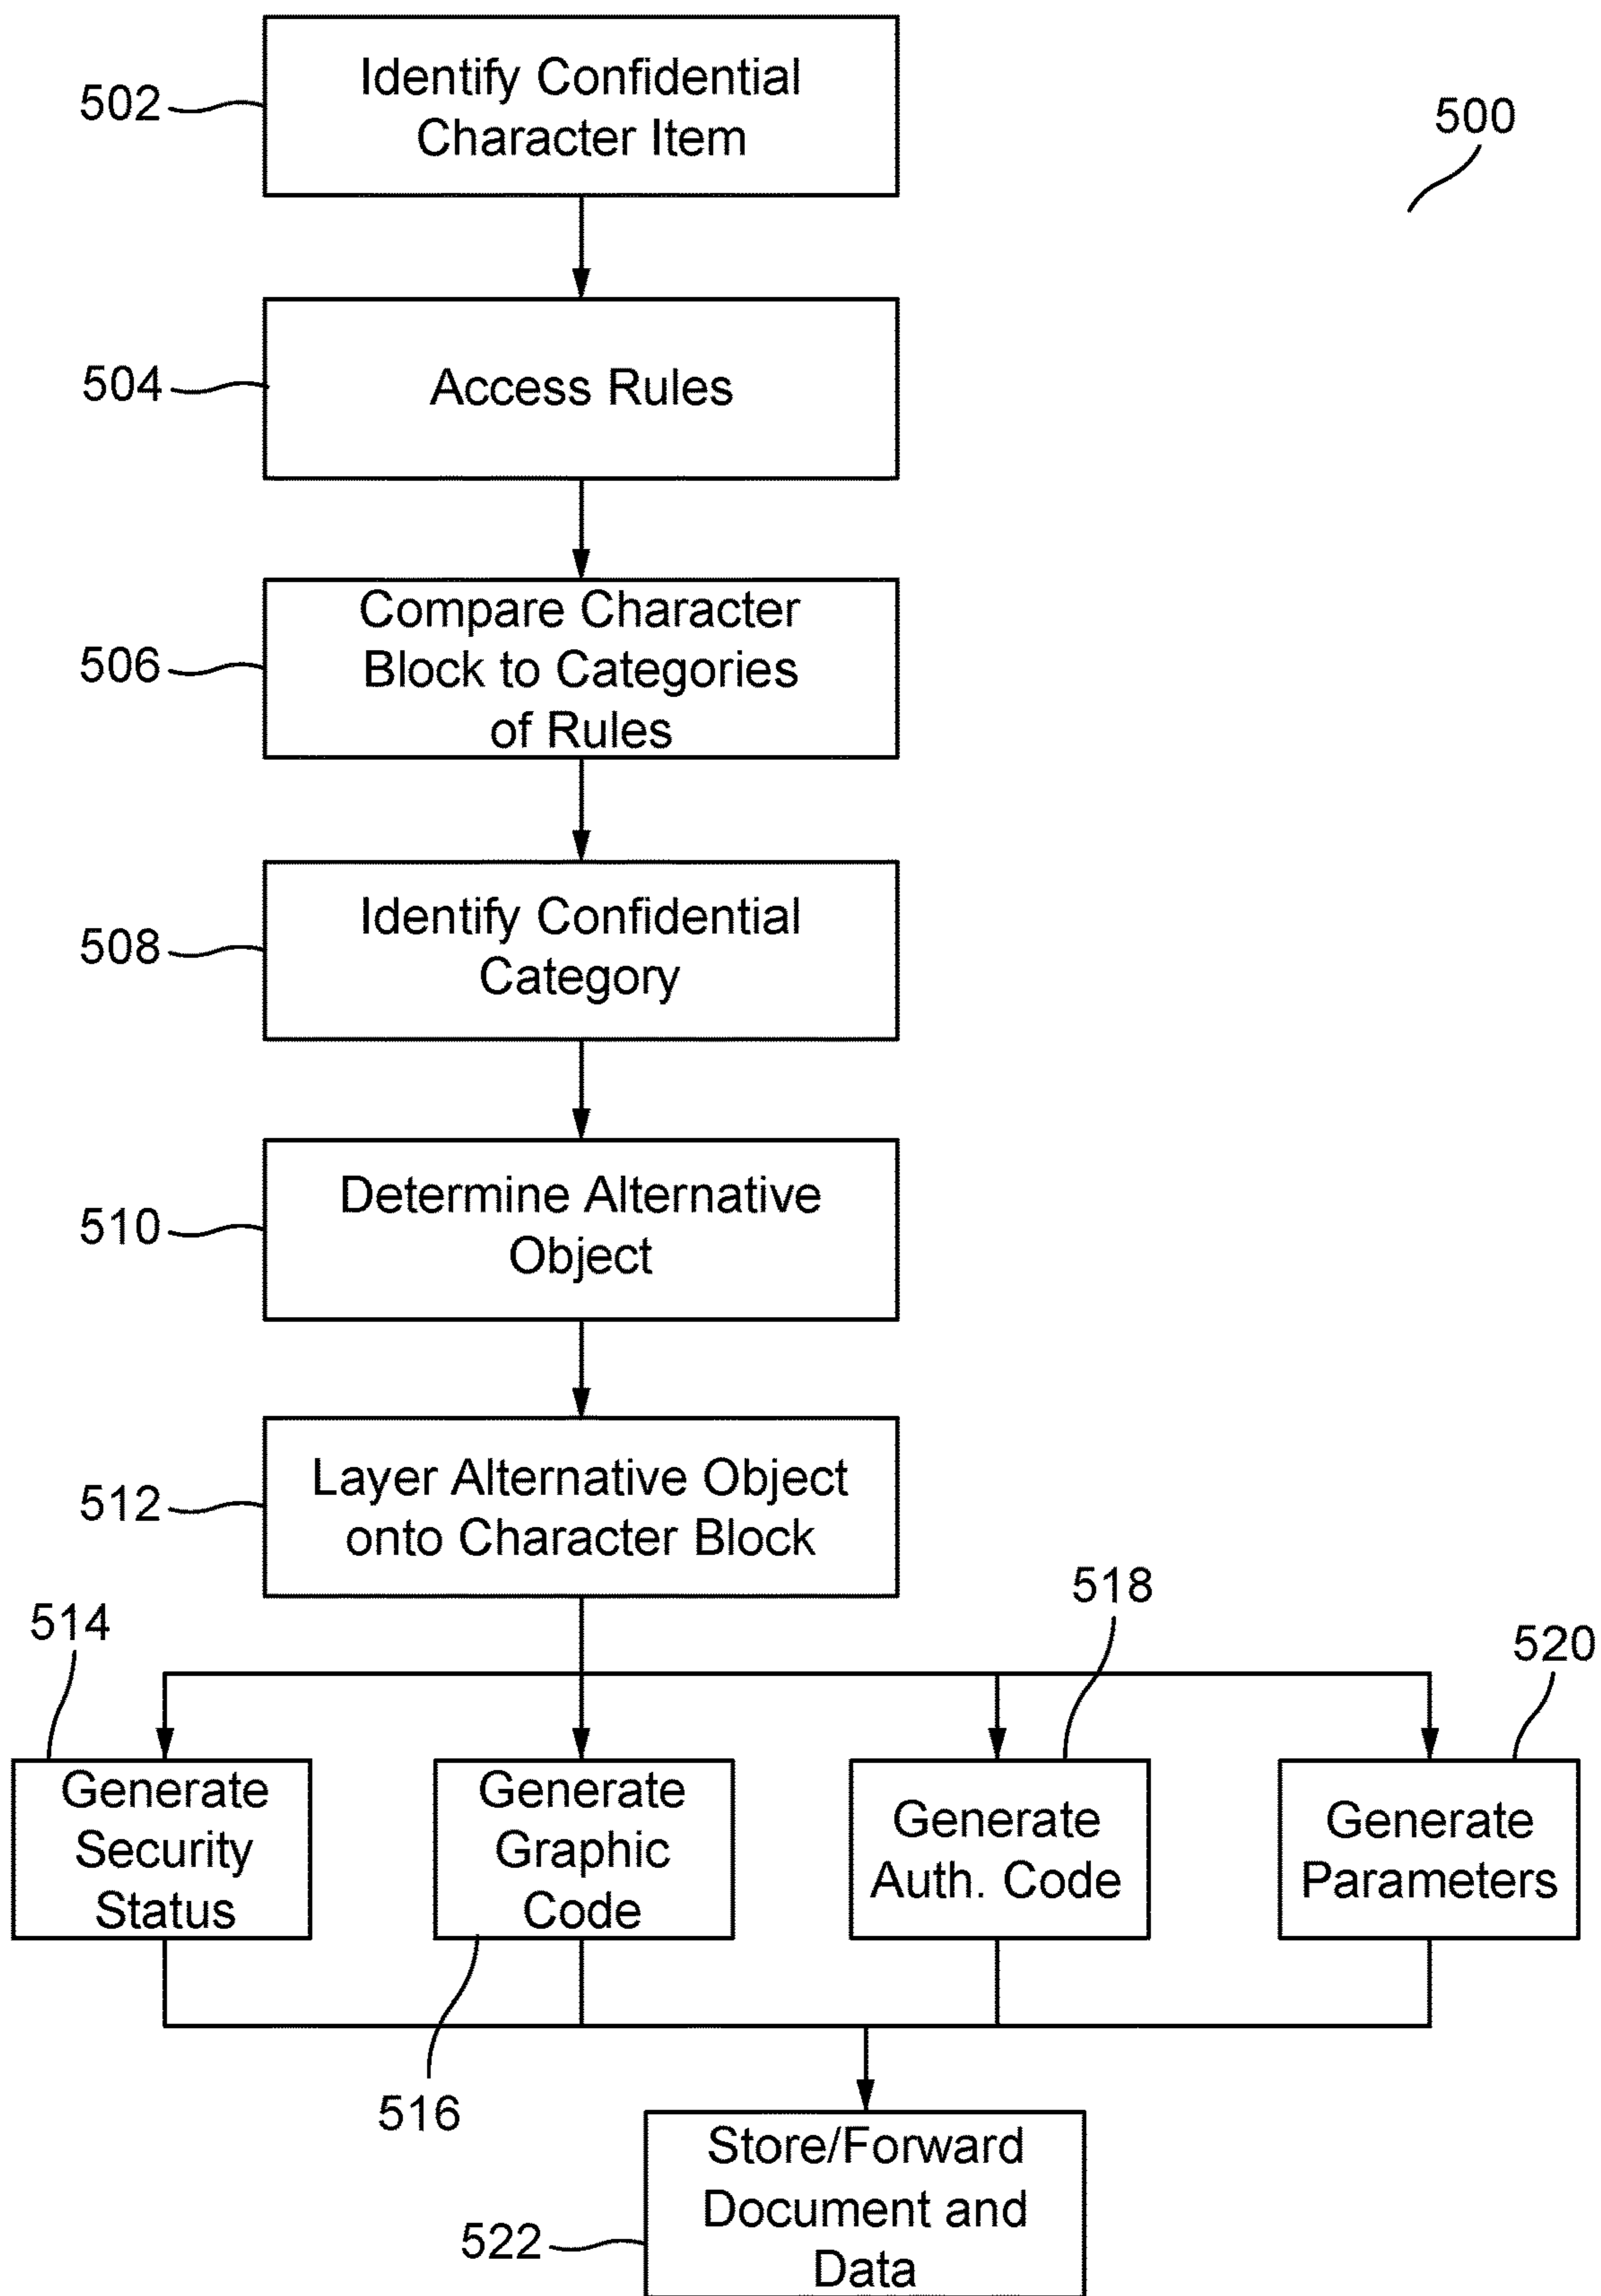 Identify Confidential
Character Item
502
500
Access Rules
504
Compare Character
Block to Categories
of Rules
506
Identify Confidential
Category
508
Determine Alternative
Object
510
Layer Alternative Object
onto Character Block
512
514
518
520
Generate
Security
Status
Generate
Graphic
Code
Generate
Auth. Code
Generate
Parameters
516
Store/Forward
Document and
Data
522